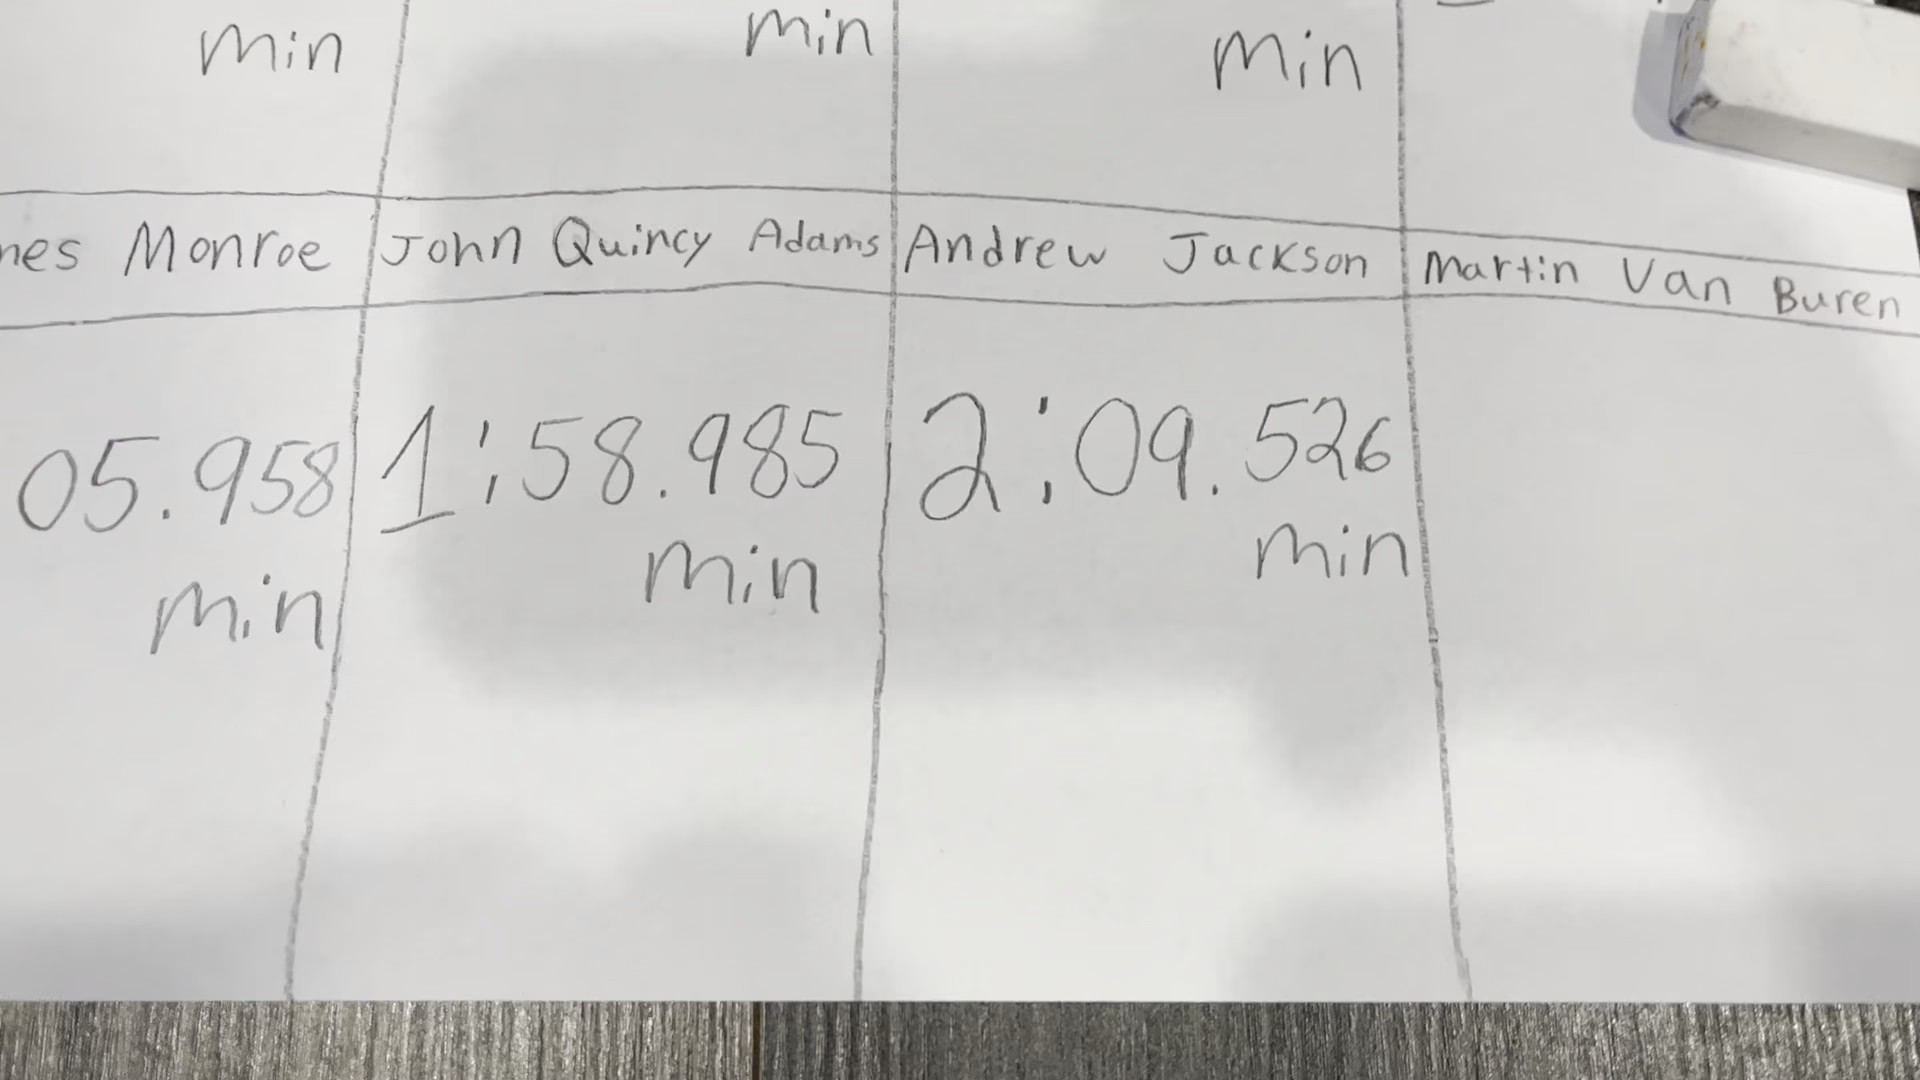 min min min
nes Monroe John Quincy Adams Andrew Jackson Martin Van Buren
05.958 1:58.985 2:09.526
min min min